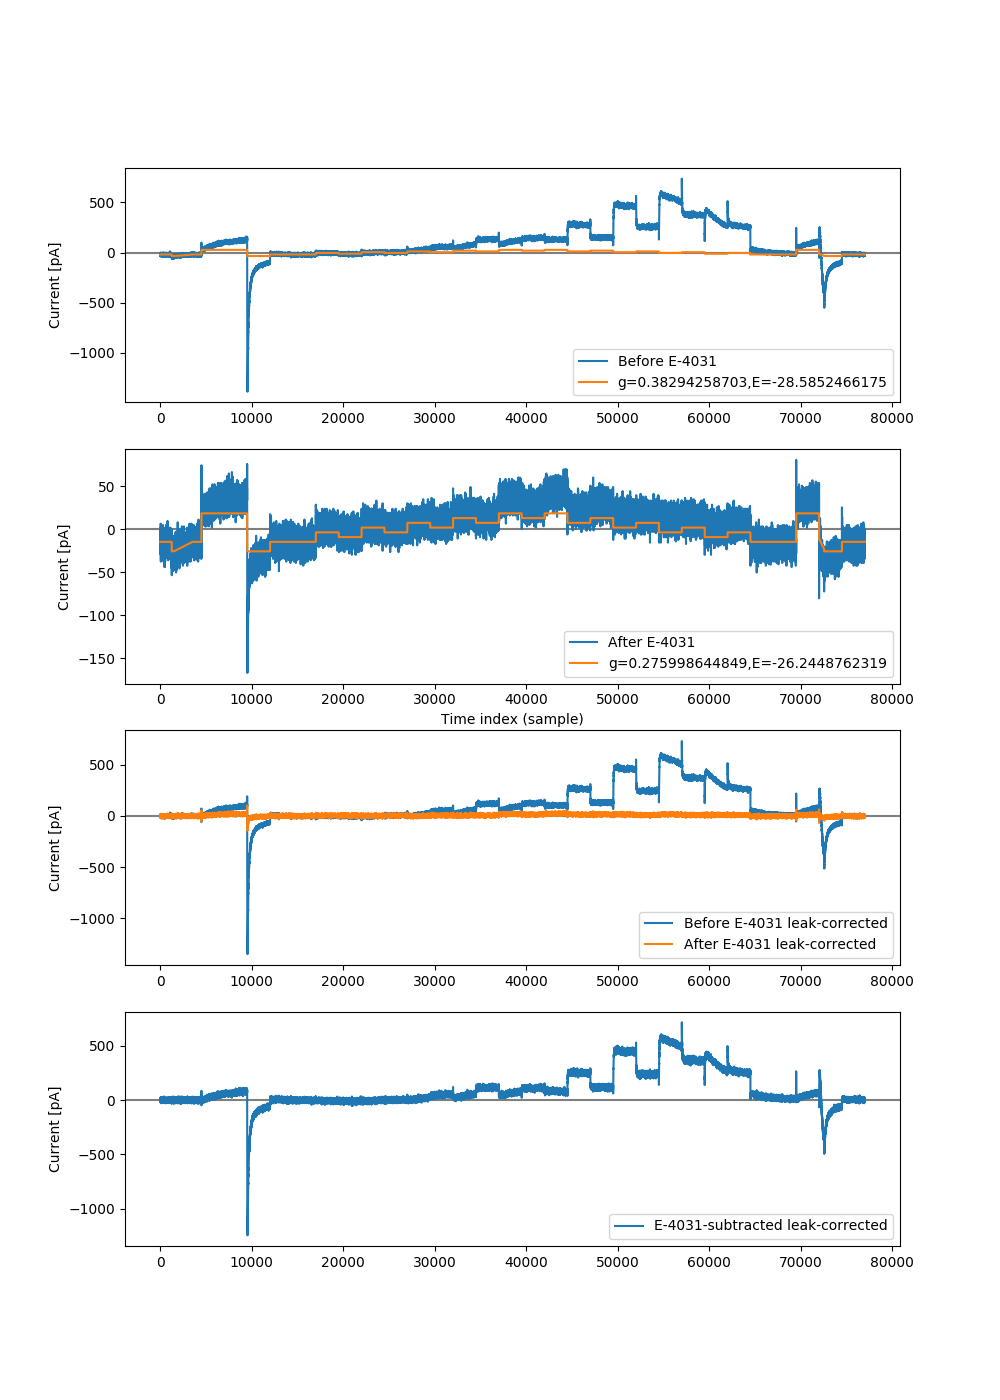 500
0
−500
−1000
Current [pA]
Before E-4031
g=0.38294258703,E=-28.5852466175
0 10000 20000 30000 40000 50000 60000 70000 80000
50
0
−50
−100
−150
Current [pA]
After E-4031
g=0.275998644849,E=-26.2448762319
0 10000 20000 30000 40000 50000 60000 70000 80000
Time index (sample)
500
0
−500
−1000
Current [pA]
Before E-4031 leak-corrected
After E-4031 leak-corrected
0 10000 20000 30000 40000 50000 60000 70000 80000
500
0
−500
−1000
Current [pA]
E-4031-subtracted leak-corrected
0 10000 20000 30000 40000 50000 60000 70000 80000